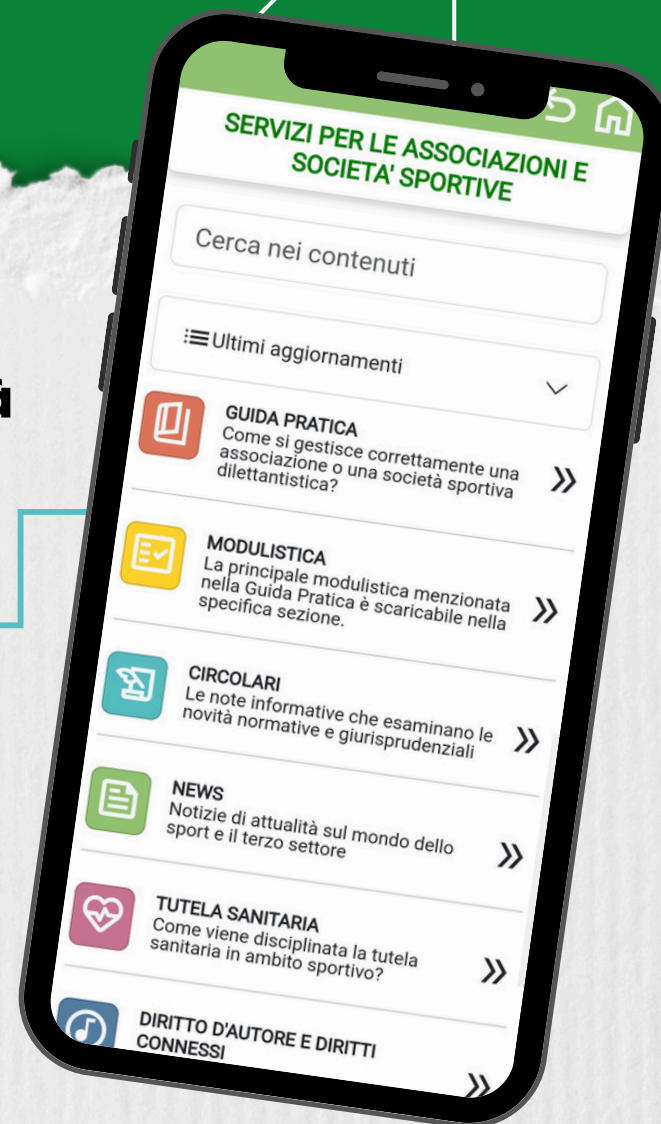 SERVIZI PER LE ASSOCIAZIONI E
SOCIETA' SPORTIVE
Cerca nei contenuti
Ultimi aggiornamenti
GUIDA PRATICA
Come si gestisce correttamente una
associazione o una società sportiva
dilettantistica?
MODULISTICA
La principale modulistica menzionata
nella Guida Pratica è scaricabile nella
specifica sezione.
CIRCOLARI
Le note informative che esaminano le
novità normative e giurisprudenziali
NEWS
Notizie di attualità sul mondo dello
sport e il terzo settore
TUTELA SANITARIA
Come viene disciplinata la tutela
sanitaria in ambito sportivo?
DIRITTO D'AUTORE E DIRITTI
CONNESSI